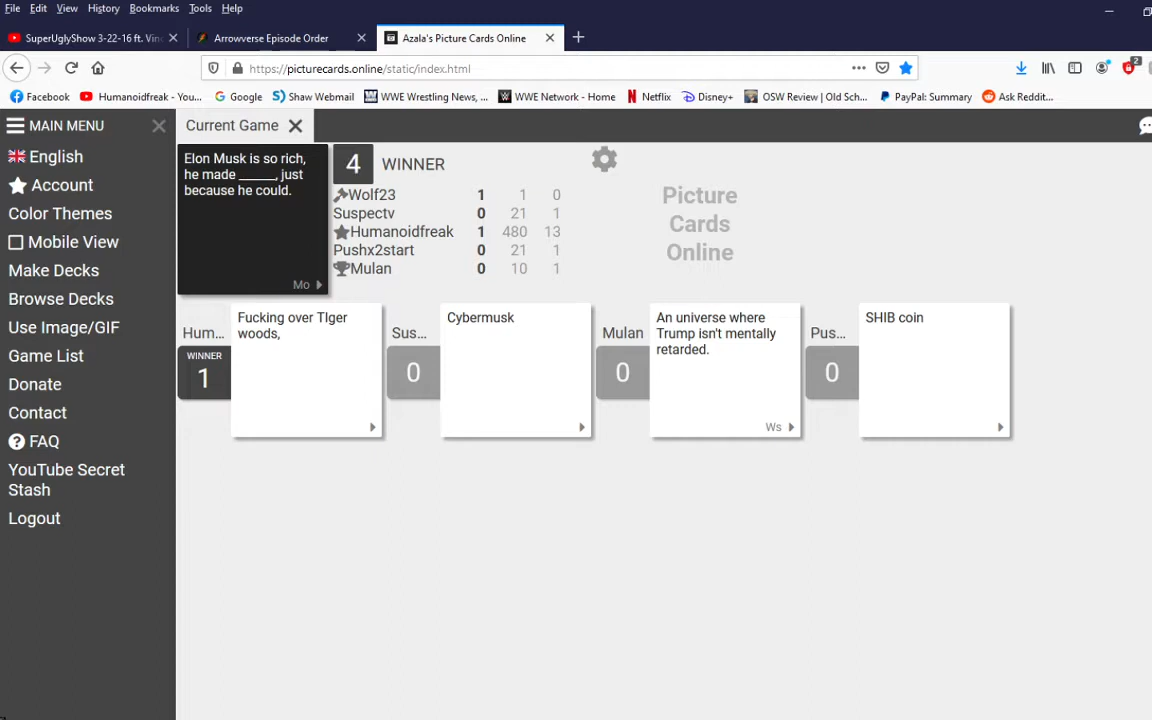 File Edit View History Bookmarks Tools Help
SuperUglyShow 3-22-16 ft. Vinc
Arrowverse Episode Order
Azala's Picture Cards Online
https://picturecards.online/static/index.html
2
Facebook
Humanoidfreak - You...
Google
Shaw Webmail
WWE Wrestling News, ...
WWE Network - Home
Netflix
Disney+
OSW Review | Old Sch...
PayPal: Summary
Ask Reddit...
MAIN MENU
Current Game
English
Account
Color Themes
Mobile View
Make Decks
Browse Decks
Use Image/GIF
Game List
Donate
Contact
FAQ
YouTube Secret
Stash
Logout
Elon Musk is so rich,
he made ______, just
because he could.
Mo
4 WINNER
Wolf23 1 1 0
Suspectv 0 21 1
Humanoidfreak 1 480 13
Pushx2start 0 21 1
Mulan 0 10 1
Picture
Cards
Online
Hum...
WINNER
1
Fucking over TIger
woods,
Sus...
0
Cybermusk
Mulan
0
An universe where
Trump isn't mentally
retarded.
Ws
Pus...
0
SHIB coin